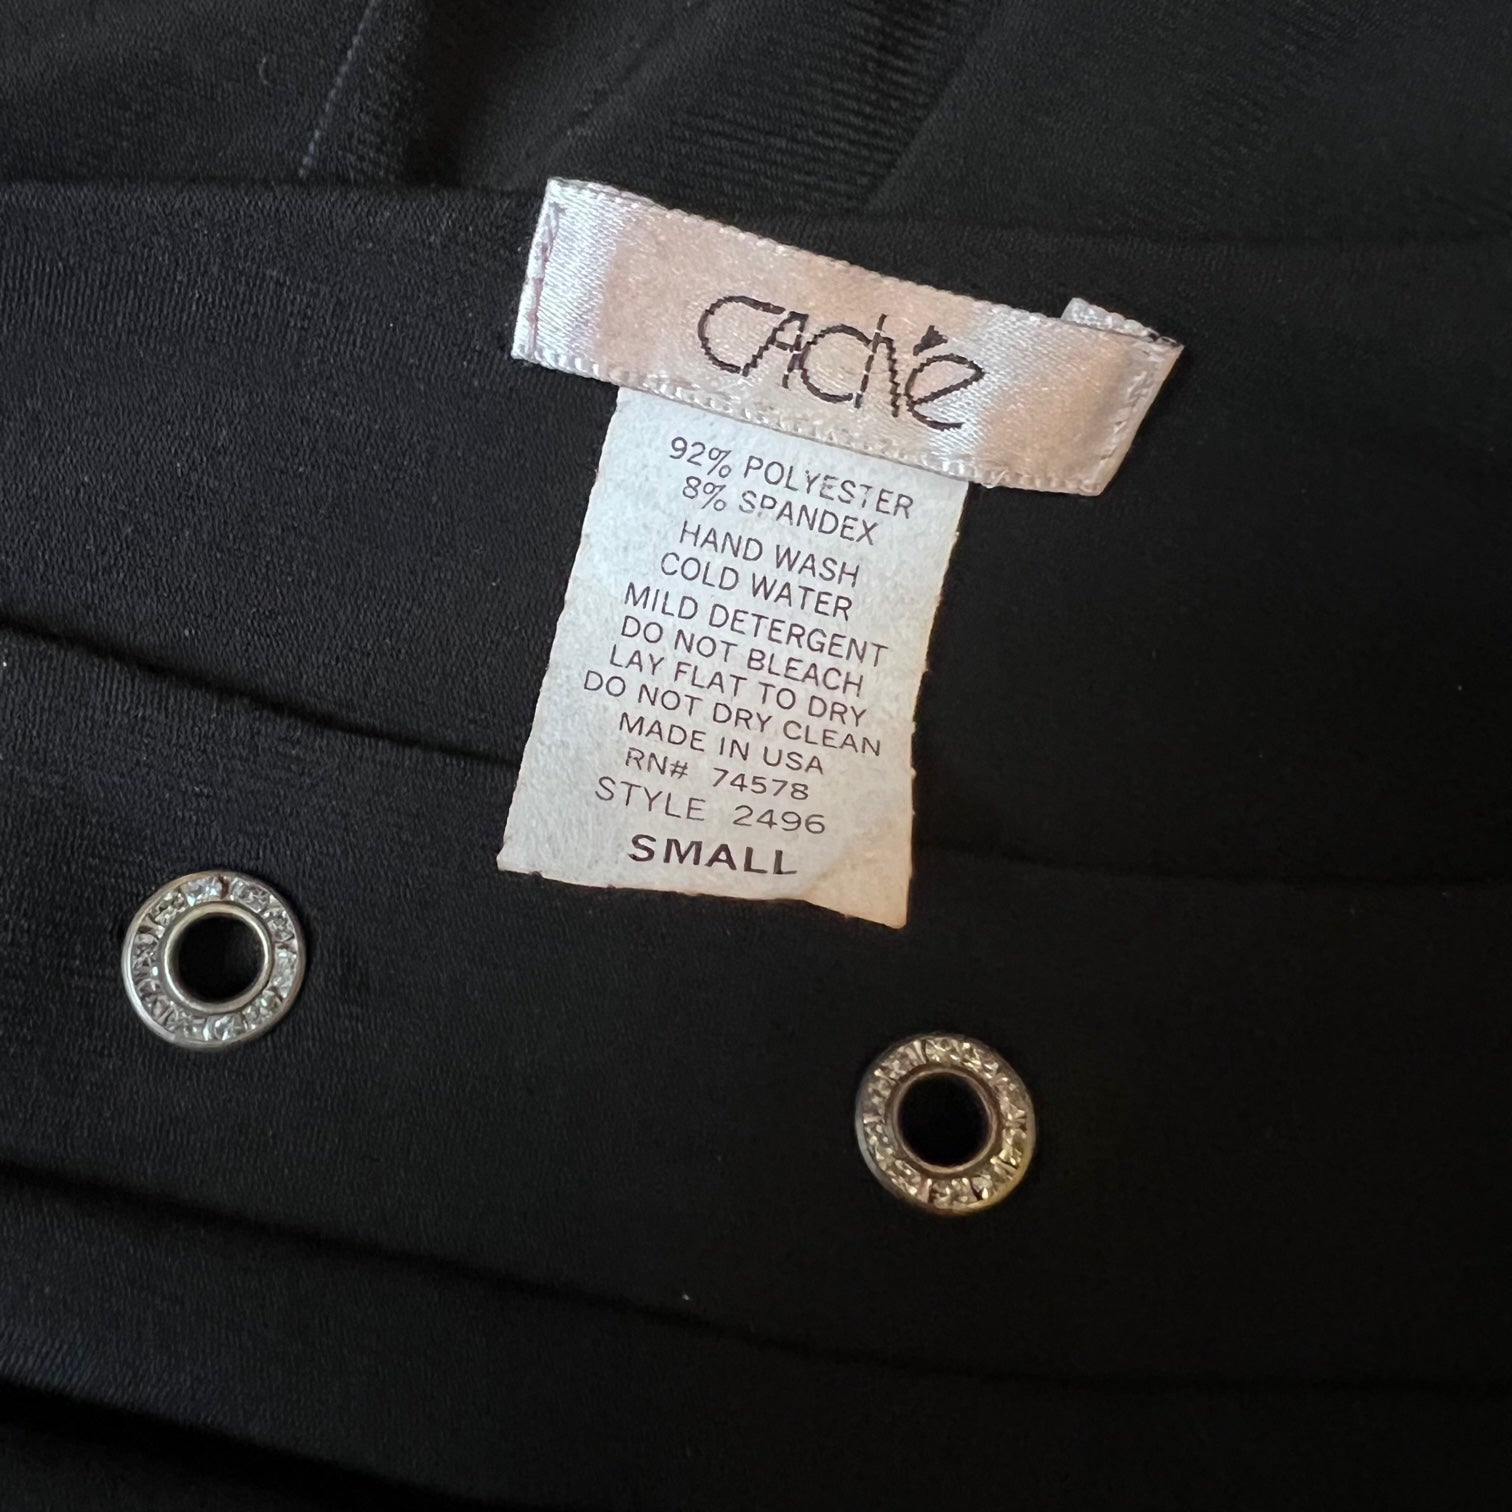 CAChé
92% POLYESTER
8% SPANDEX
HAND WASH
COLD WATER
MILD DETERGENT
DO NOT BLEACH
LAY FLAT TO DRY
DO NOT DRY CLEAN
MADE IN USA
RN# 74578
STYLE 2496
SMALL